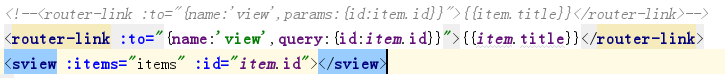 <!--<router-link :to="{name:'view',params:{id:item.id}}">{{item.title}}</router-link>-->
<router-link :to="{name:'view',query:{id:item.id}}">{{item.title}}</router-link>
<sview :items="items" :id="item.id"></sview>